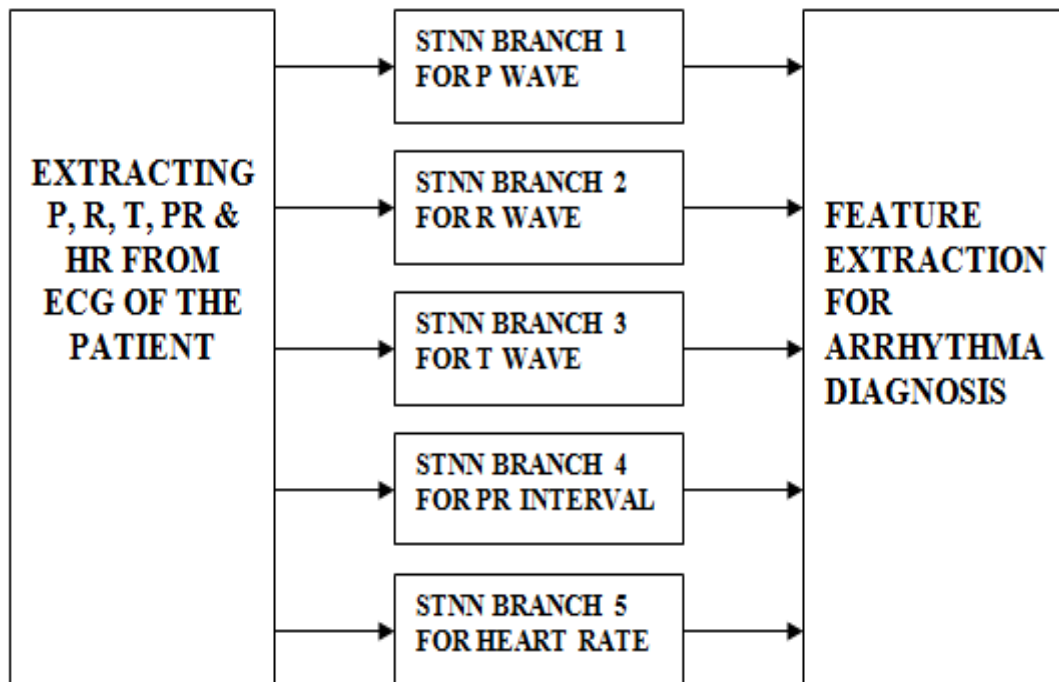 EXTRACTING
P, R, T, PR &
HR FROM
ECG OF THE
PATIENT
STNN BRANCH 1
FOR P WAVE
STNN BRANCH 2
FOR R WAVE
STNN BRANCH 3
FOR T WAVE
STNN BRANCH 4
FOR PR INTERVAL
STNN BRANCH 5
FOR HEART RATE
FEATURE
EXTRACTION
FOR
ARRHYTHMA
DIAGNOSIS